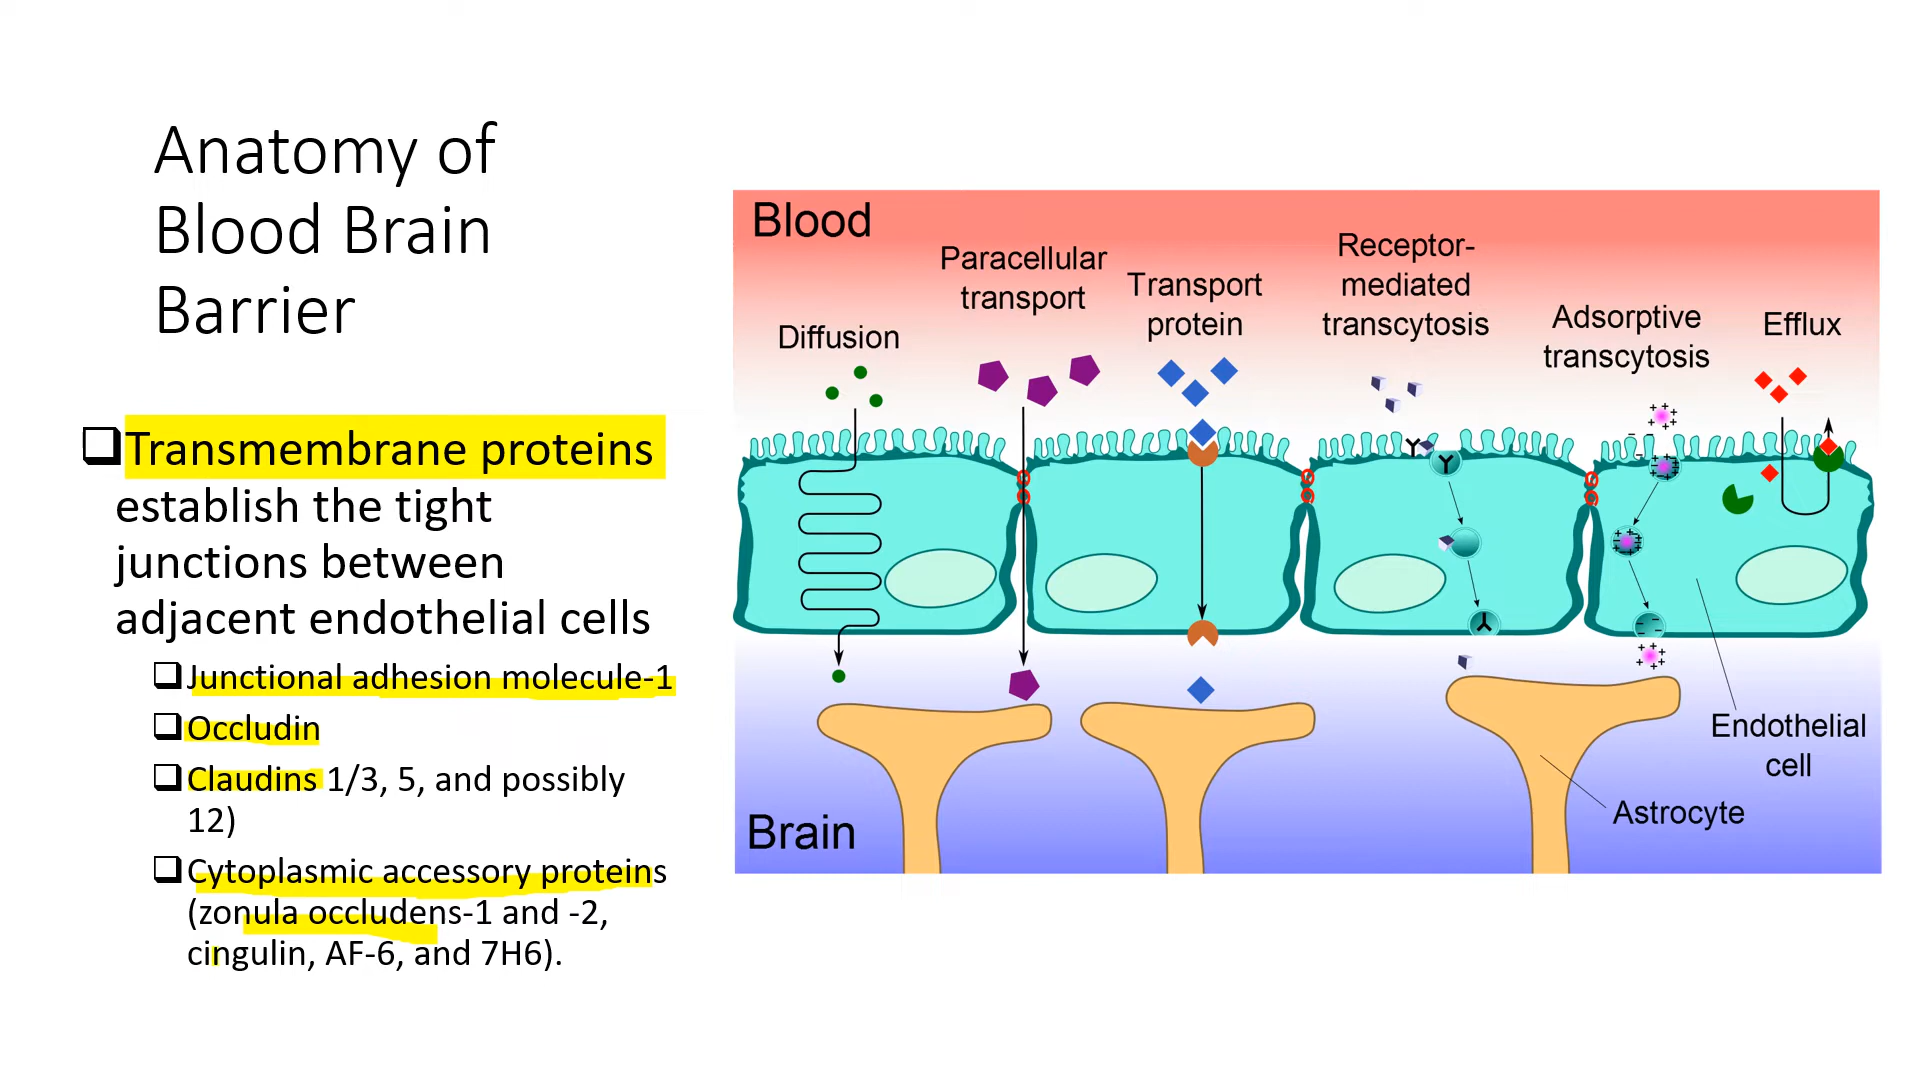 Anatomy of
Blood Brain
Barrier
Transmembrane proteins
establish the tight
junctions between
adjacent endothelial cells
Junctional adhesion molecule-1
Occludin
Claudins 1/3, 5, and possibly
12)
Cytoplasmic accessory proteins
(zonula occludens-1 and -2,
cingulin, AF-6, and 7H6).
Blood
Diffusion
Paracellular
transport
Transport
protein
Receptor-
mediated
transcytosis
Adsorptive
transcytosis
Efflux
Endothelial
cell
Astrocyte
Brain